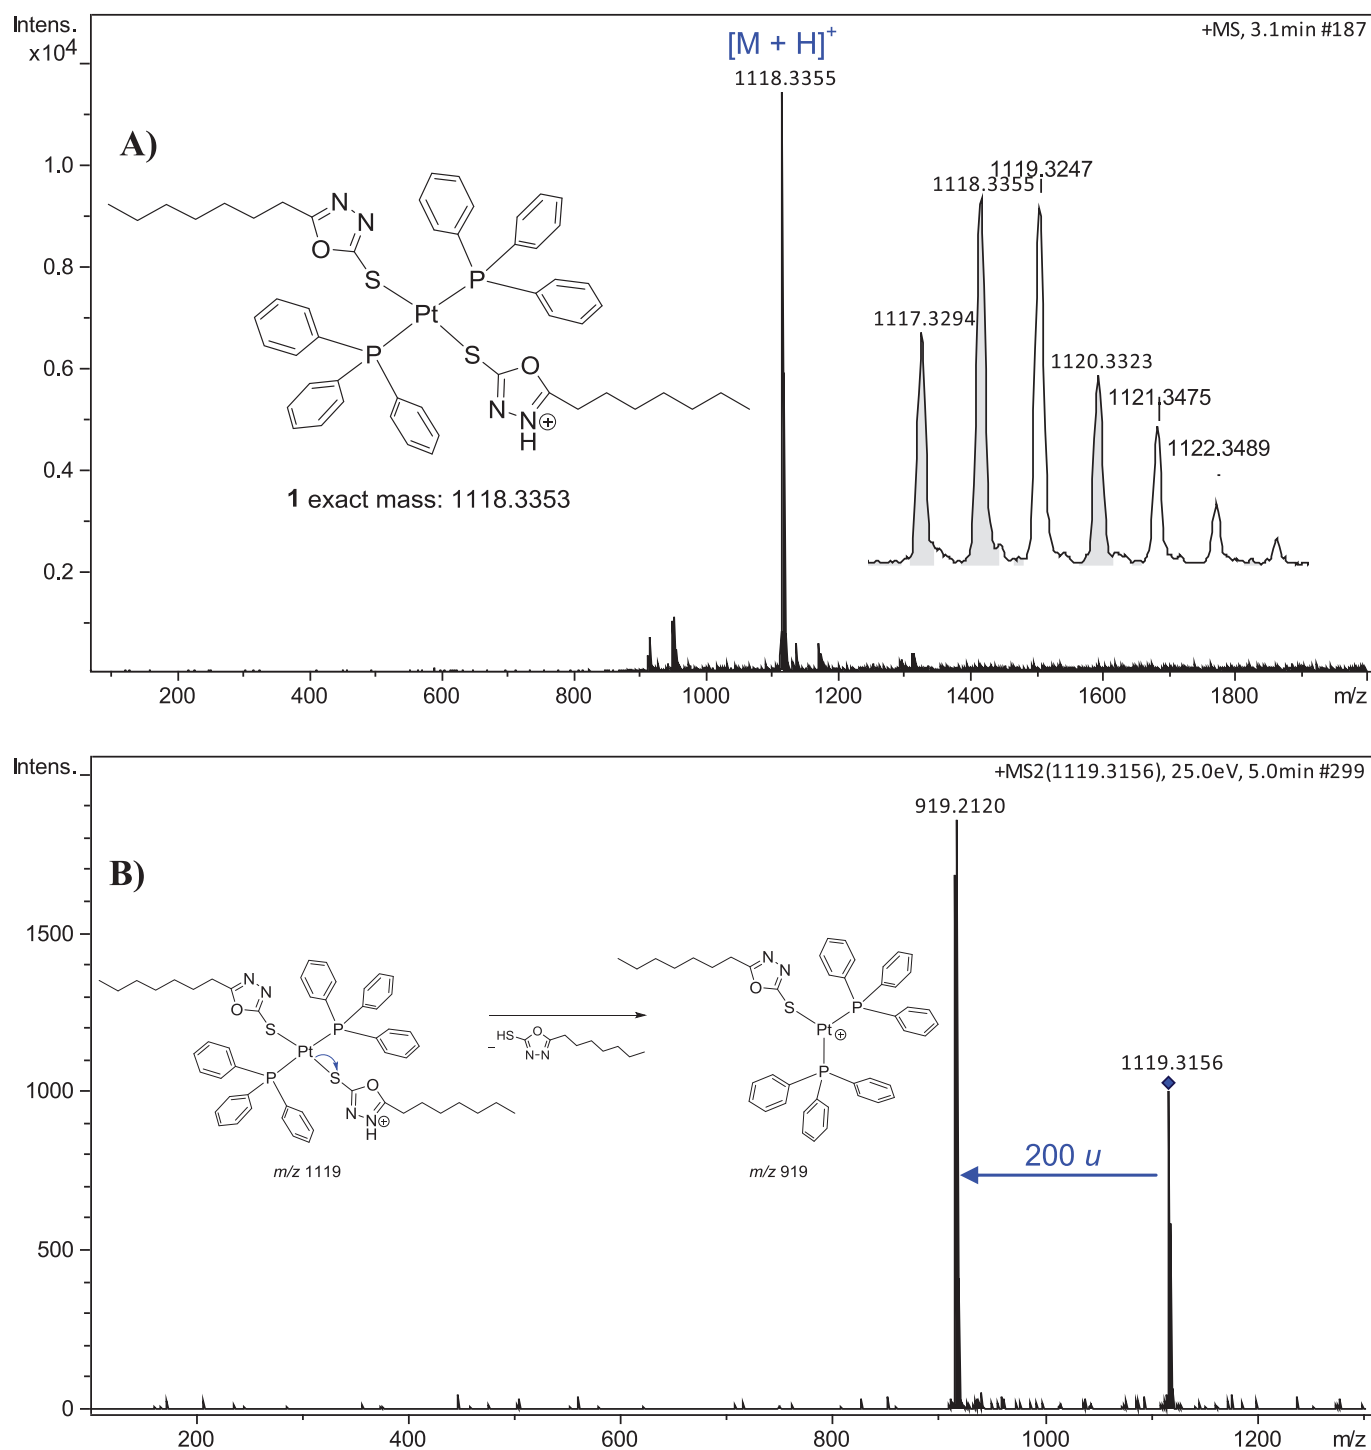 Intens.
x10⁴
+MS, 3.1min #187
[M + H]⁺
1118.3355
A)
1.0
0.8
0.6
0.4
0.2
N
N
O
S
P
Pt
P
S
O
N
N⊕
H
1 exact mass: 1118.3353
1117.3294
1118.3355
1119.3247
1120.3323
1121.3475
1122.3489
200 400 600 800 1000 1200 1400 1600 1800 m/z
Intens.
+MS2(1119.3156), 25.0eV, 5.0min #299
919.2120
B)
1500
1000
500
0
N
N
O
S
P
Pt
P
S
O
N
N⊕
H
m/z 1119
–
HS
O
N
N
N
N
O
S
P
Pt
⊕
P
m/z 919
1119.3156
200 u
200 400 600 800 1000 1200 m/z